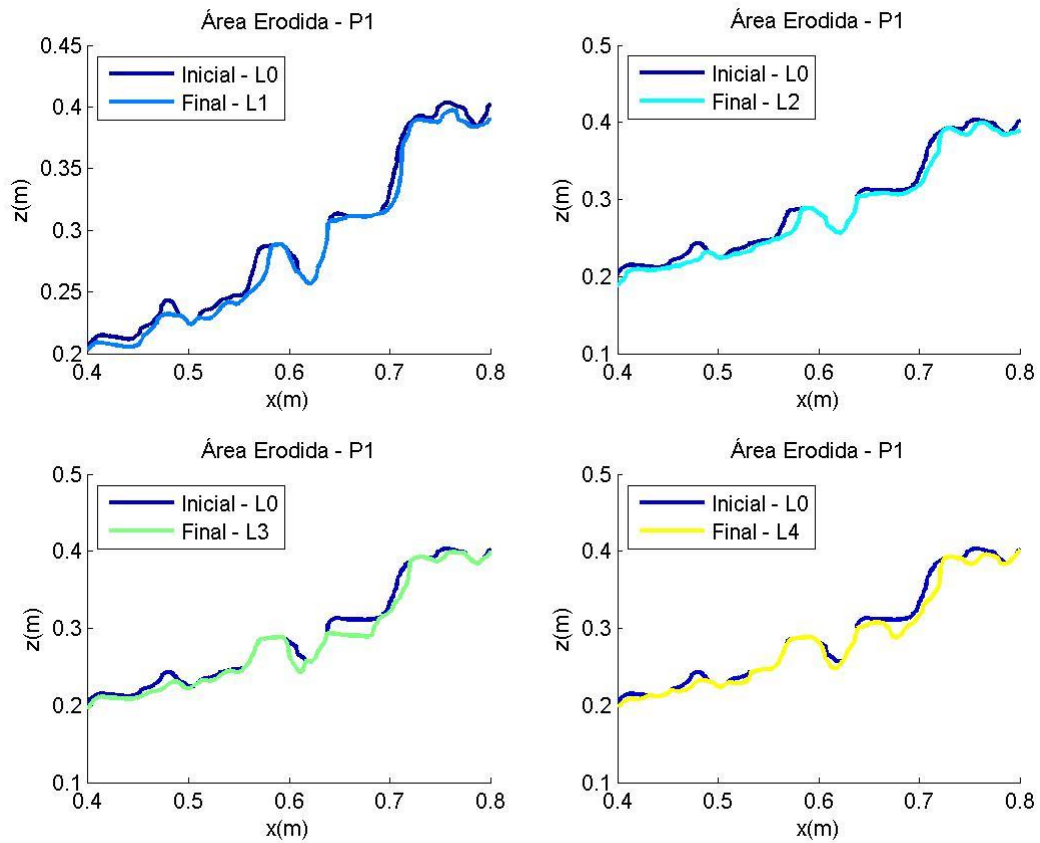 Área Erodida - P1
0.45
0.4
0.35
0.3
0.25
0.2
z(m)
Inicial - L0
Final - L1
0.4 0.5 0.6 0.7 0.8
x(m)
Área Erodida - P1
0.5
0.4
0.3
0.2
0.1
z(m)
Inicial - L0
Final - L2
0.4 0.5 0.6 0.7 0.8
x(m)
Área Erodida - P1
0.5
0.4
0.3
0.2
0.1
z(m)
Inicial - L0
Final - L3
0.4 0.5 0.6 0.7 0.8
x(m)
Área Erodida - P1
0.5
0.4
0.3
0.2
0.1
z(m)
Inicial - L0
Final - L4
0.4 0.5 0.6 0.7 0.8
x(m)